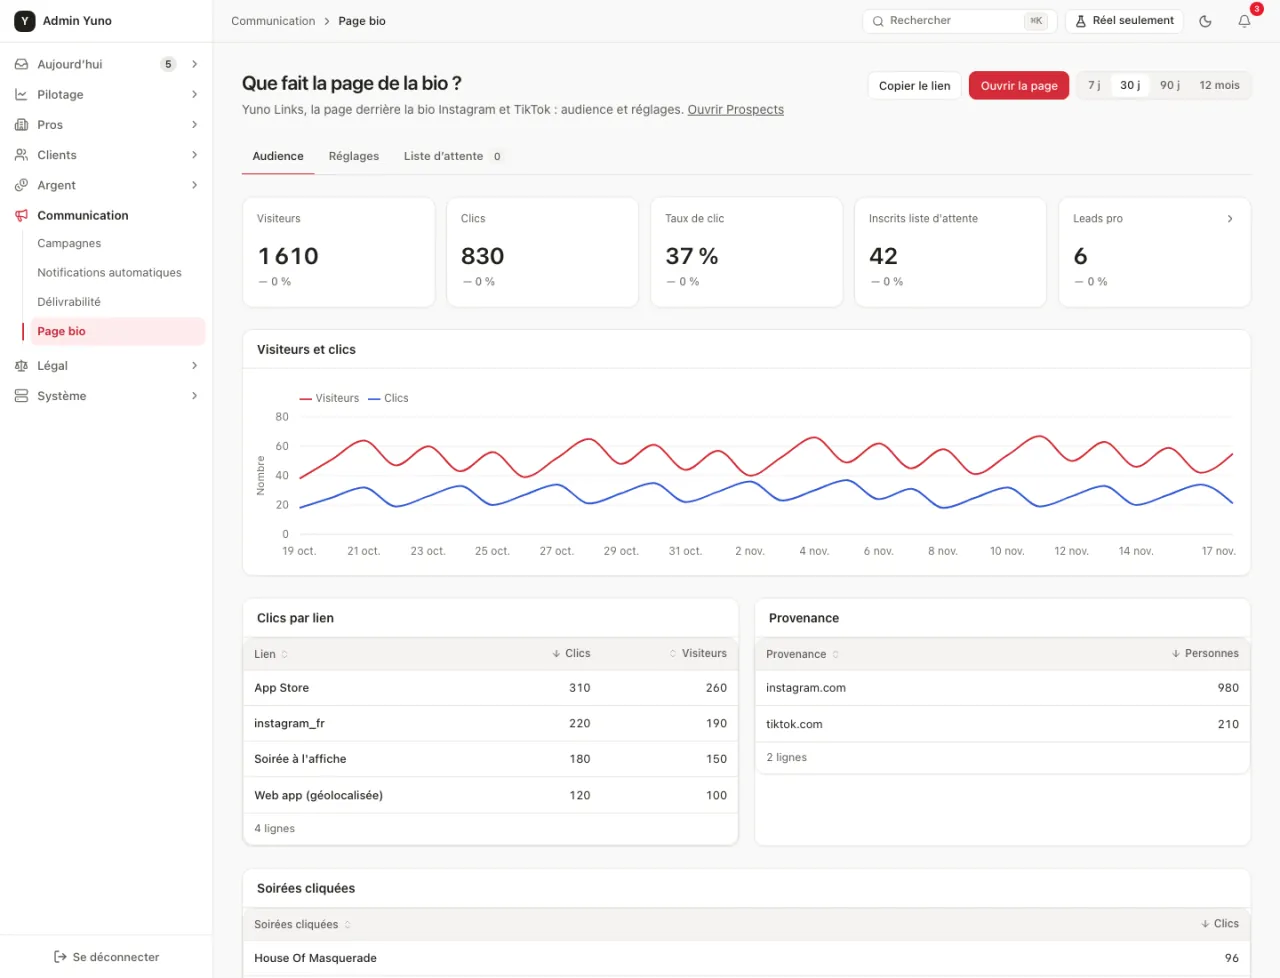 Y Admin Yuno
Communication > Page bio
Rechercher ⌘K
Réel seulement
3
Aujourd'hui 5
Pilotage
Pros
Clients
Argent
Communication
Campagnes
Notifications automatiques
Délivrabilité
Page bio
Légal
Système
Se déconnecter
Que fait la page de la bio ?
Yuno Links, la page derrière la bio Instagram et TikTok : audience et réglages. Ouvrir Prospects
Copier le lien
Ouvrir la page
7 j 30 j 90 j 12 mois
Audience Réglages Liste d'attente 0
Visiteurs
1 610
— 0 %
Clics
830
— 0 %
Taux de clic
37 %
— 0 %
Inscrits liste d'attente
42
— 0 %
Leads pro
6
— 0 %
Visiteurs et clics
Visiteurs Clics
Nombre
80
60
40
20
0
19 oct. 21 oct. 23 oct. 25 oct. 27 oct. 29 oct. 31 oct. 2 nov. 4 nov. 6 nov. 8 nov. 10 nov. 12 nov. 14 nov. 17 nov.
Clics par lien
Lien Clics Visiteurs
App Store 310 260
instagram_fr 220 190
Soirée à l'affiche 180 150
Web app (géolocalisée) 120 100
4 lignes
Provenance
Provenance Personnes
instagram.com 980
tiktok.com 210
2 lignes
Soirées cliquées
Soirées cliquées Clics
House Of Masquerade 96